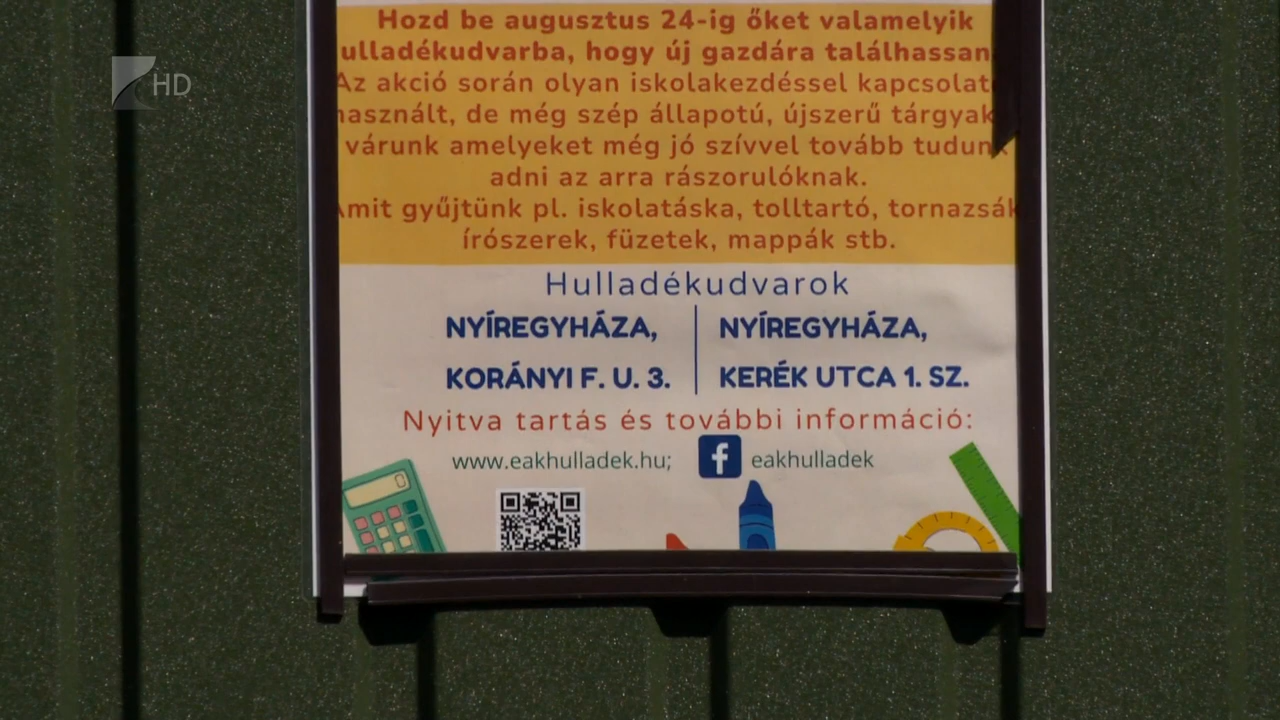 HD
Hozd be augusztus 24-ig őket valamelyik
ulladékudvarba, hogy új gazdára találhassan
Az akció során olyan iskolakezdéssel kapcsolat
használt, de még szép állapotú, újszerű tárgyak
várunk amelyeket még jó szívvel tovább tudunk
adni az arra rászorulóknak.
Amit gyűjtünk pl. iskolatáska, tolltartó, tornazsák
írószerek, füzetek, mappák stb.
Hulladékudvarok
NYÍREGYHÁZA,
KORÁNYI F. U. 3.
NYÍREGYHÁZA,
KERÉK UTCA 1. SZ.
Nyitva tartás és további információ:
www.eakhulladek.hu; f eakhulladek